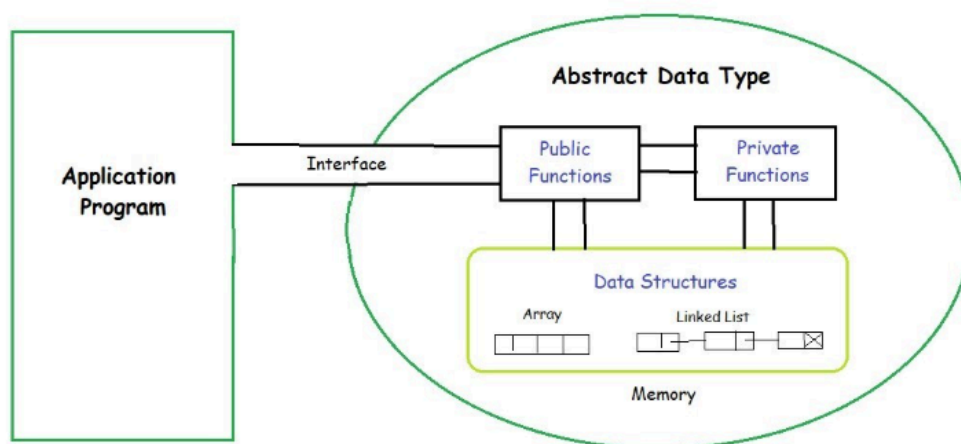 Abstract Data Type
Application
Program
Interface
Public
Functions
Private
Functions
Data Structures
Array
Linked List
Memory